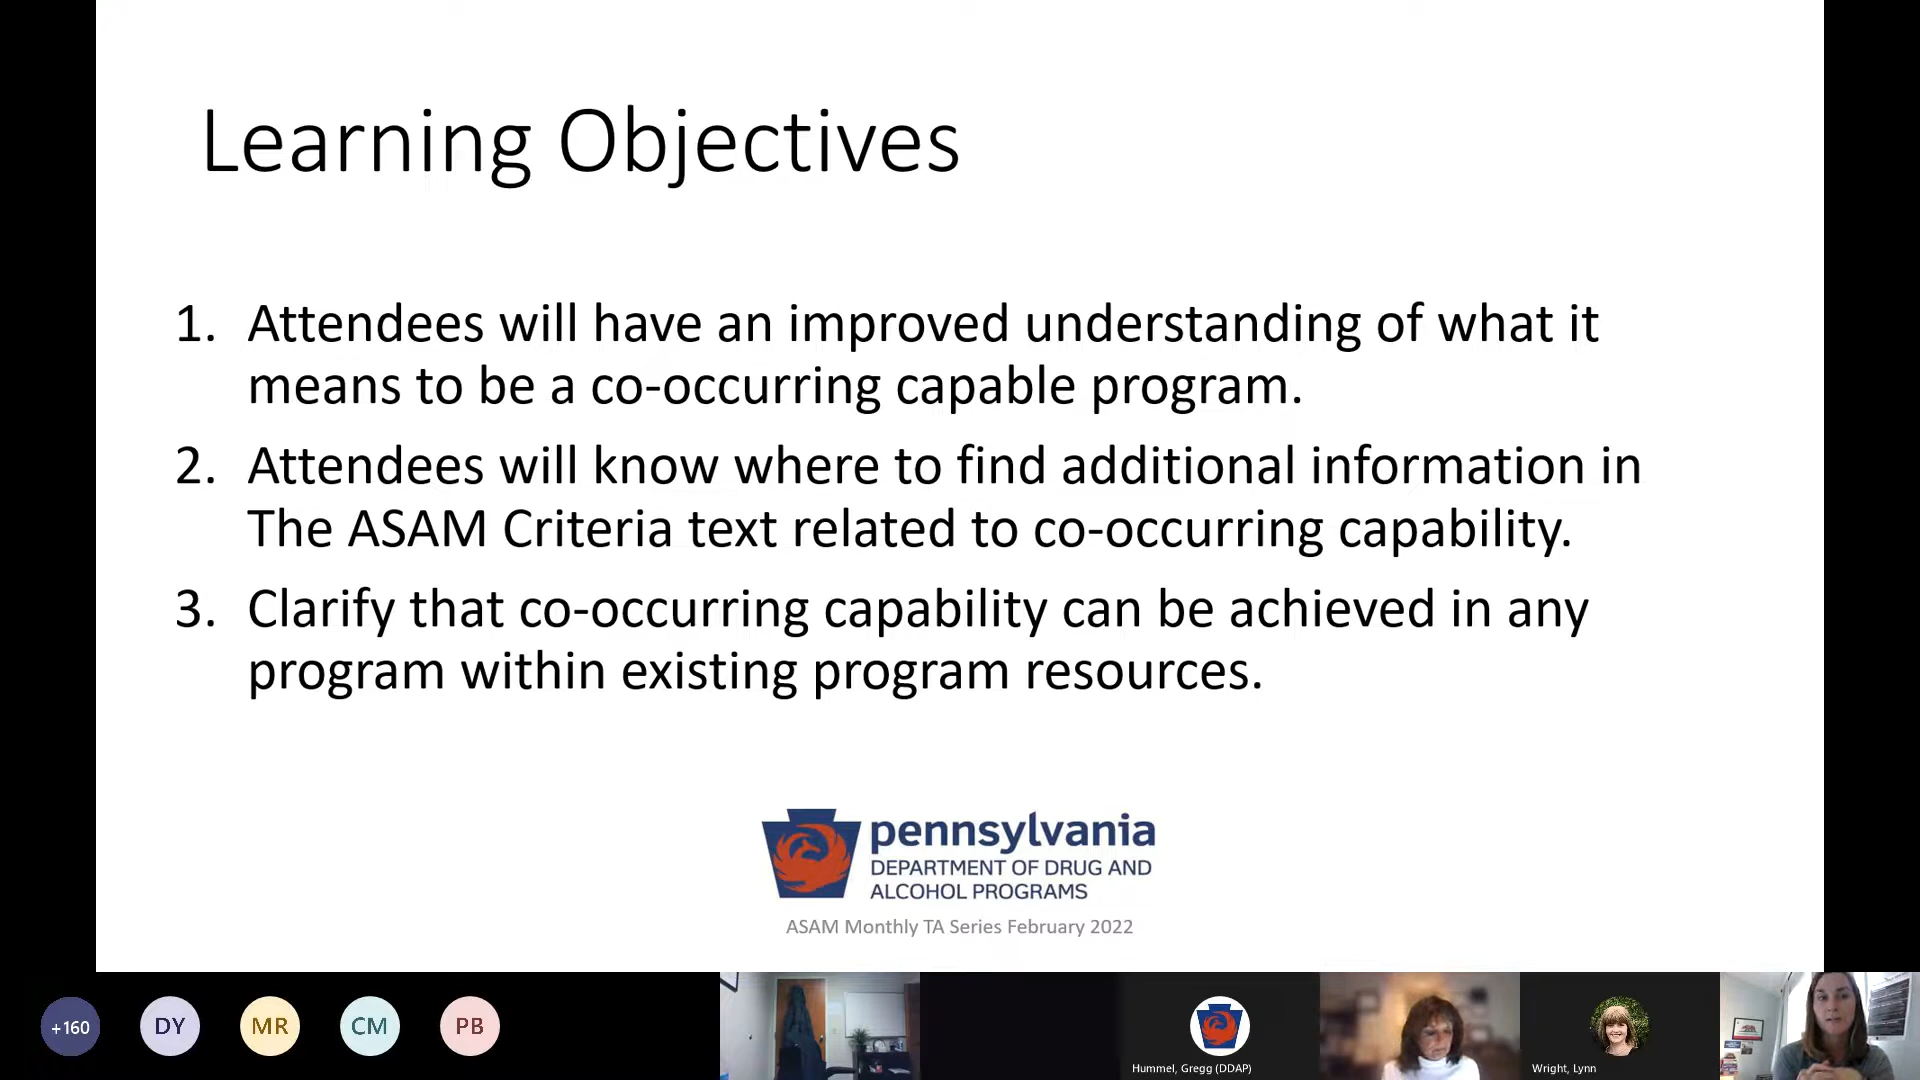 Learning Objectives
1. Attendees will have an improved understanding of what it
means to be a co-occurring capable program.
2. Attendees will know where to find additional information in
The ASAM Criteria text related to co-occurring capability.
3. Clarify that co-occurring capability can be achieved in any
program within existing program resources.
pennsylvania
DEPARTMENT OF DRUG AND
ALCOHOL PROGRAMS
ASAM Monthly TA Series February 2022
+160 DY MR CM PB
Hummel, Gregg (DDAP) Wright, Lynn